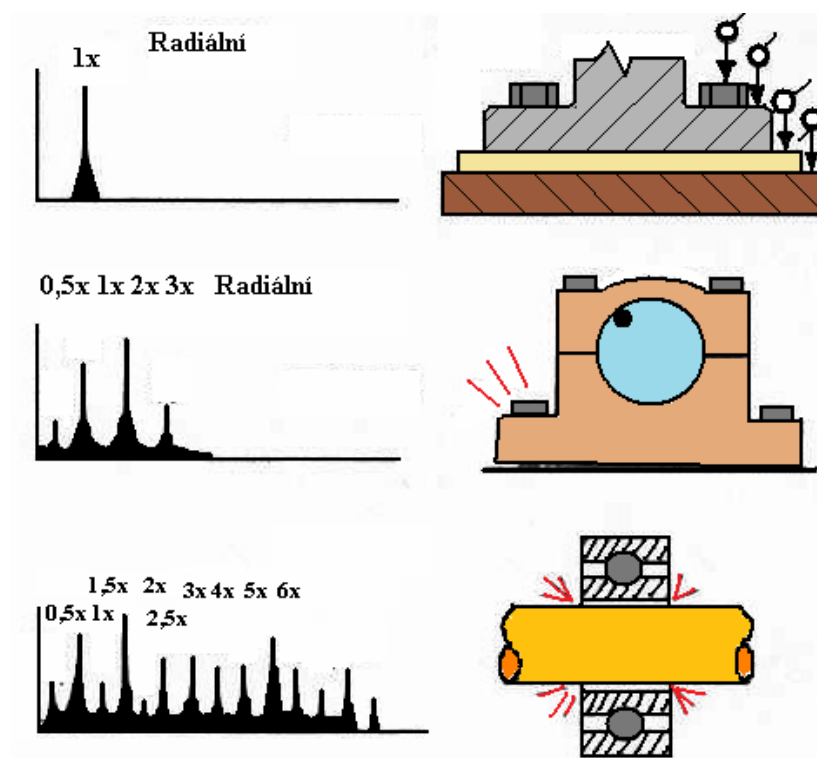 Radiální
1x
0,5x 1x 2x 3x Radiální
1,5x 2x 3x 4x 5x 6x
0,5x 1x 2,5x